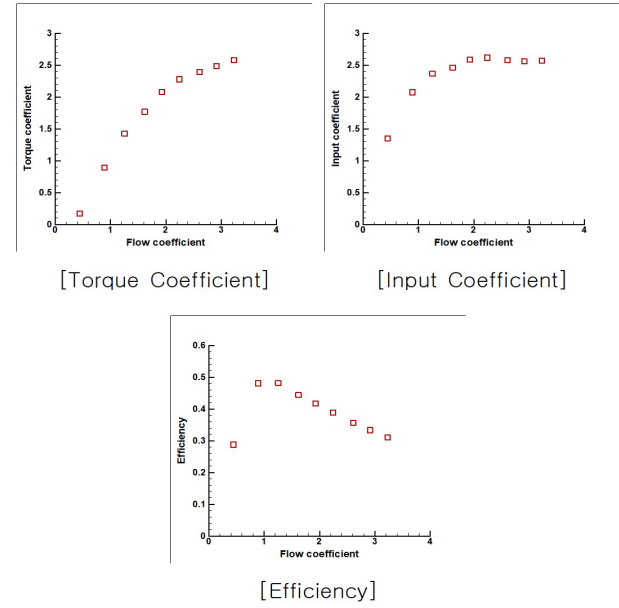 3
2.5
2
1.5
1
0.5
0
Torque coefficient
0 1 2 3 4
Flow coefficient
[Torque Coefficient]
3
2.5
2
1.5
1
0.5
0
Input coefficient
0 1 2 3 4
Flow coefficient
[Input Coefficient]
0.6
0.5
0.4
0.3
0.2
0.1
0
Efficiency
0 1 2 3 4
Flow coefficient
[Efficiency]